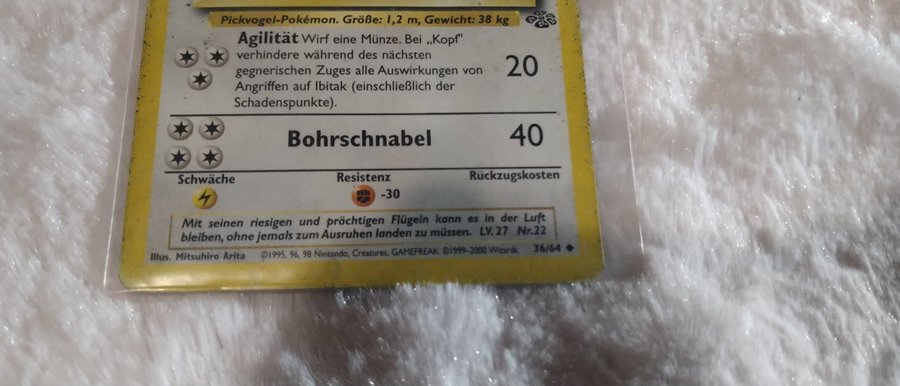 Pickvogel-Pokémon. Größe: 1,2 m, Gewicht: 38 kg
Agilität Wirf eine Münze. Bei „Kopf"
verhindere während des nächsten
gegnerischen Zuges alle Auswirkungen von
Angriffen auf Ibitak (einschließlich der
Schadenspunkte).
20
Bohrschnabel 40
Schwäche Resistenz Rückzugskosten
-30
Mit seinen riesigen und prächtigen Flügeln kann es in der Luft
bleiben, ohne jemals zum Ausruhen landen zu müssen. LV. 27 Nr. 22
Illus. Mitsuhiro Arita ©1995, 96, 98 Nintendo, Creatures, GAMEFREAK. ©1999-2000 Wizards. 36/64